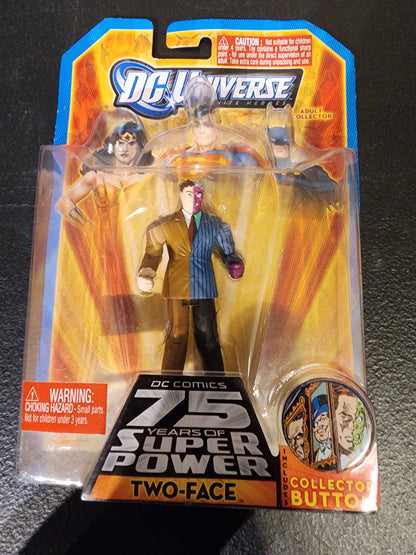 CAUTION: Not suitable for children
under 4 years. Toy contains a functional sharp
point - for use under the direct supervision of an
adult. Take extra care during unpacking and use.
DC UNIVERSE
INFINITE HEROES
ADULT
COLLECTOR
WARNING:
CHOKING HAZARD - Small parts.
Not for children under 3 years.
DC COMICS
75
YEARS OF
SUPER
POWER
TWO-FACE
INCLUDES
COLLECTOR
BUTTON